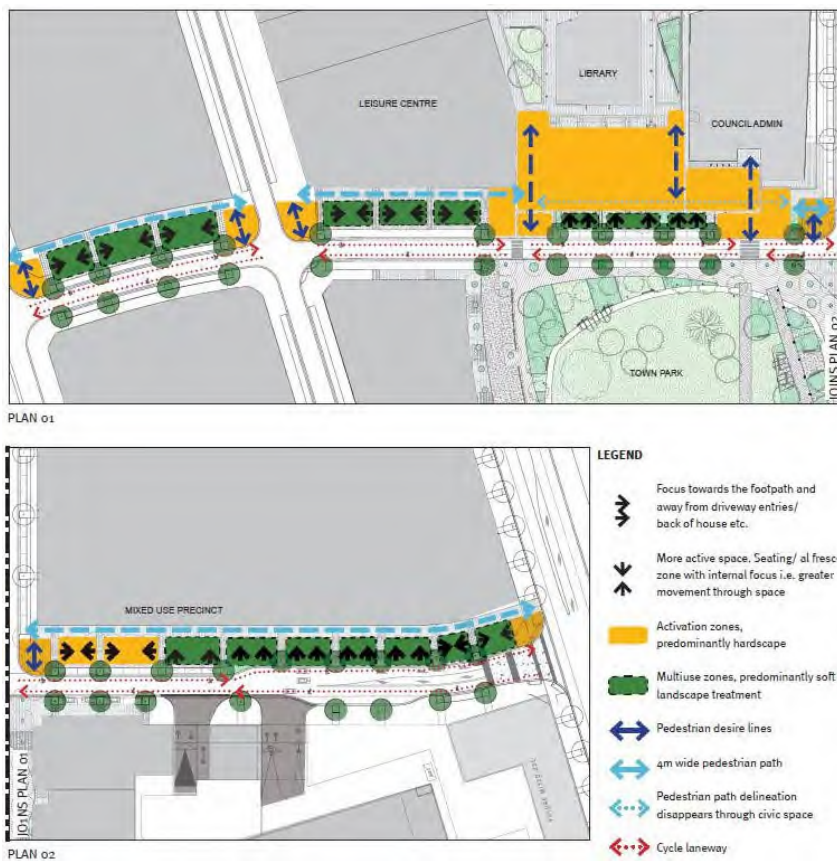 LIBRARY
LEISURE CENTRE
COUNCIL ADMIN
TOWN PARK
JOINS PLAN 02
PLAN 01
LEGEND
Focus towards the footpath and
away from driveway entries/
back of house etc.
More active space. Seating/ al fresco
zone with internal focus i.e. greater
movement through space
Activation zones,
predominantly hardscape
Multiuse zones, predominantly soft
landscape treatment
Pedestrian desire lines
4m wide pedestrian path
Pedestrian path delineation
disappears through civic space
Cycle laneway
MIXED USE PRECINCT
JOINS PLAN 01
PLAN 02